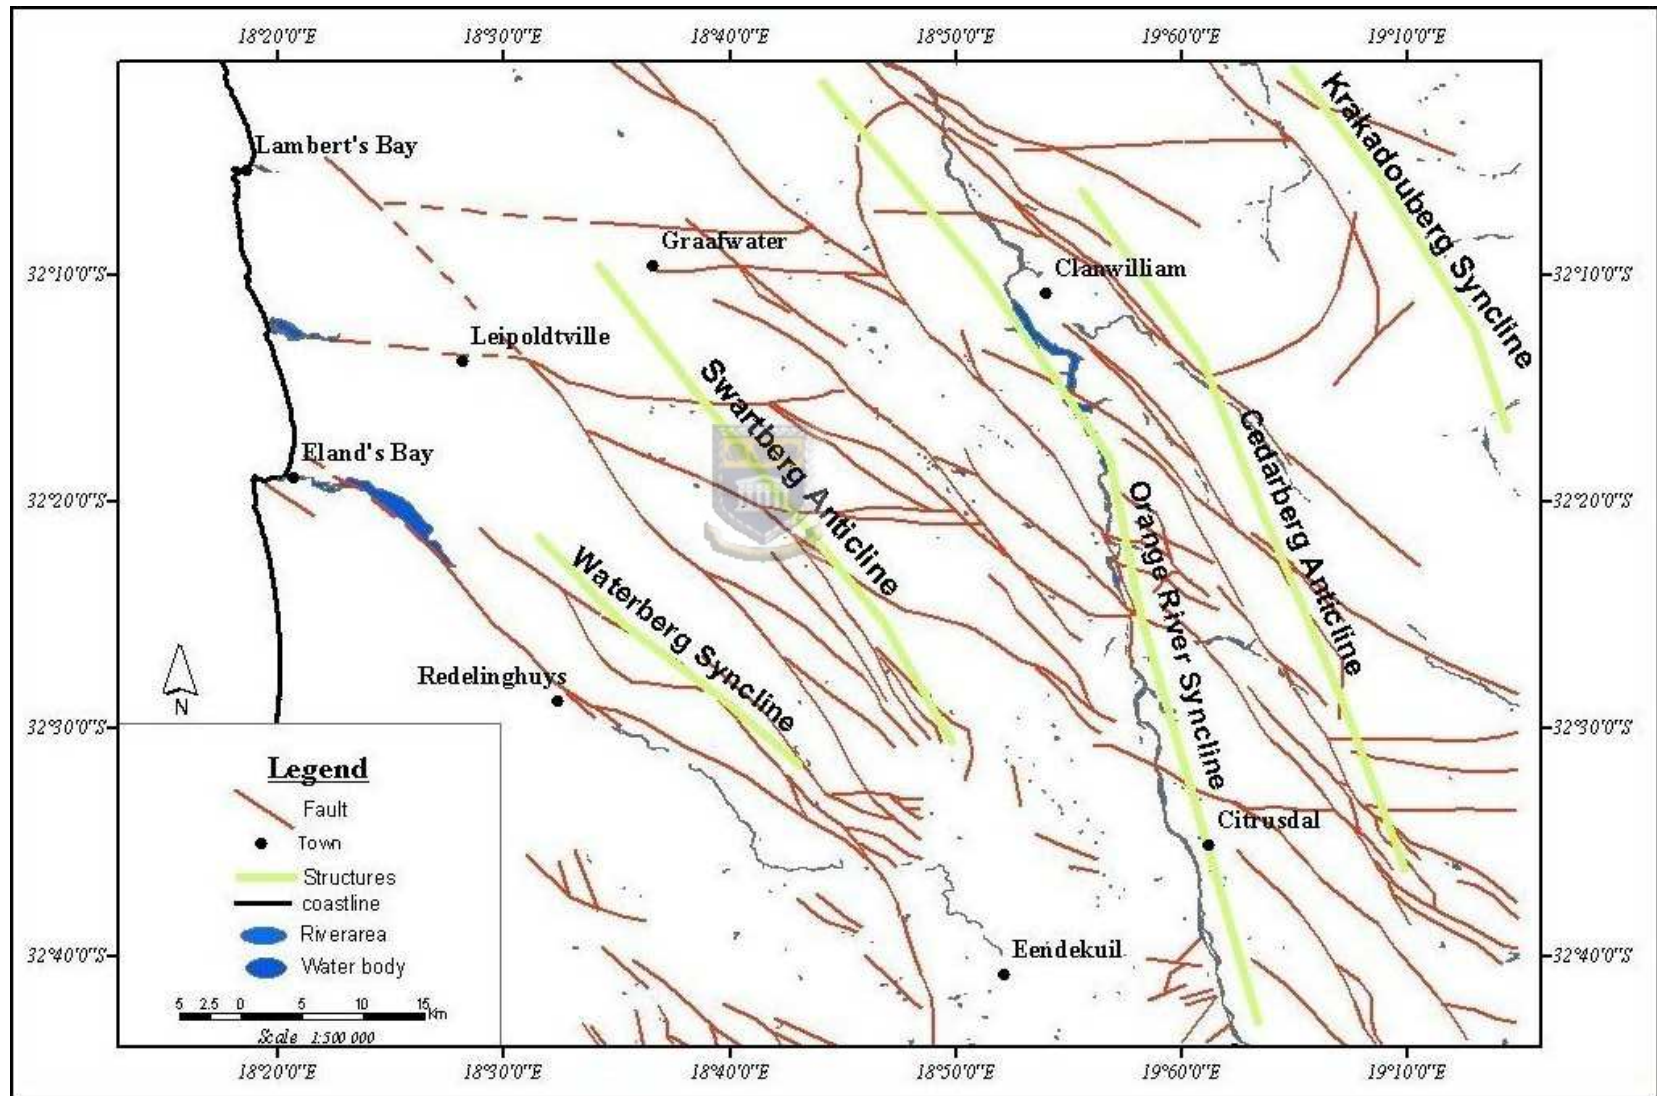 18°20'0"E 18°30'0"E 18°40'0"E 18°50'0"E 19°60'0"E 19°10'0"E
Krakadouberg Syncline
Lambert's Bay
Graafwater
Clanwilliam
32°10'0"S 32°10'0"S
Leipoldtville
Swartberg Anticline
Cedarberg Anticline
Eland's Bay
Orange River Syncline
32°20'0"S 32°20'0"S
Waterberg Syncline
N
Redelinghuys
32°30'0"S 32°30'0"S
Legend
Fault
Town
Structures
coastline
Riverarea
Water body
5 2.5 0 5 10 15 Km
Scale 1:500 000
Citrusdal
Eendekuil
32°40'0"S 32°40'0"S
18°20'0"E 18°30'0"E 18°40'0"E 18°50'0"E 19°60'0"E 19°10'0"E